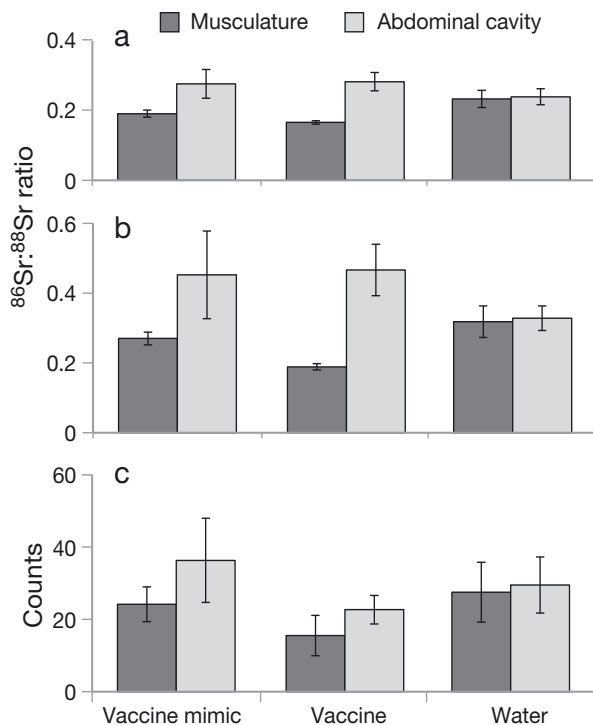 Musculature Abdominal cavity
a
0.4
0.2
0
⁸⁶Sr:⁸⁸Sr ratio
b
0.6
0.4
0.2
0
c
60
40
20
0
Counts
Vaccine mimic Vaccine Water